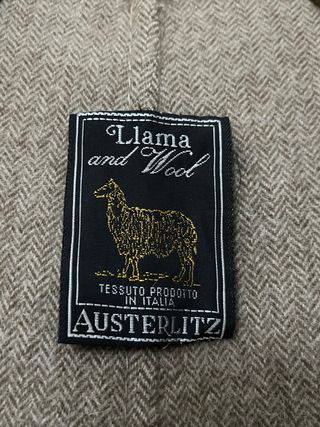 Llama
and Wool
TESSUTO PRODOTTO
IN ITALIA
AUSTERLITZ